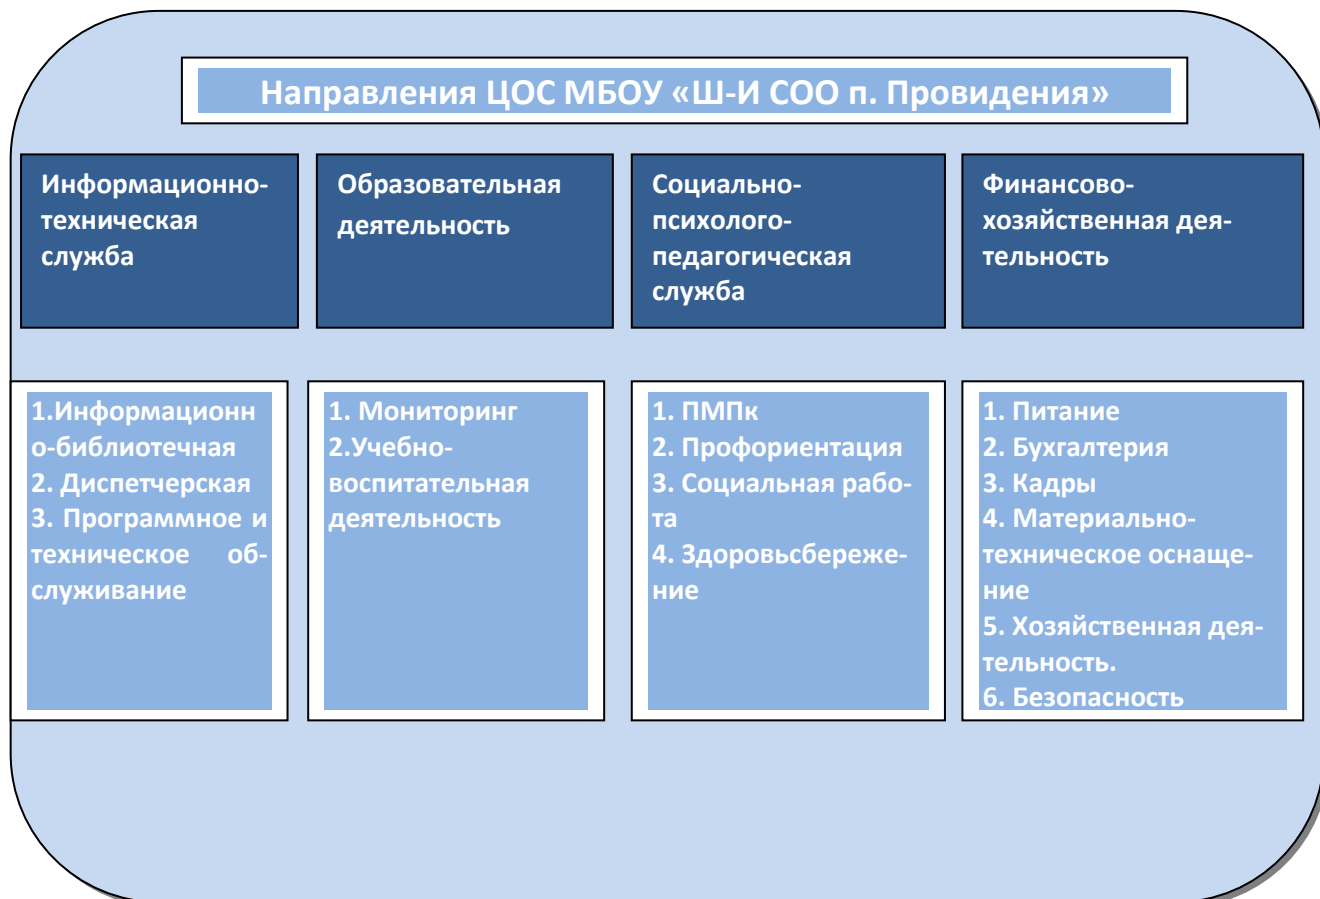 Направления ЦОС МБОУ «Ш-И СОО п. Провидения»
Информационно-
техническая
служба
Образовательная
деятельность
Социально-
психолого-
педагогическая
служба
Финансово-
хозяйственная дея-
тельность
1.Информационн
о-библиотечная
2. Диспетчерская
3. Программное и
техническое об-
служивание
1. Мониторинг
2.Учебно-
воспитательная
деятельность
1. ПМПк
2. Профориентация
3. Социальная рабо-
та
4. Здоровьсбереже-
ние
1. Питание
2. Бухгалтерия
3. Кадры
4. Материально-
техническое оснаще-
ние
5. Хозяйственная дея-
тельность.
6. Безопасность